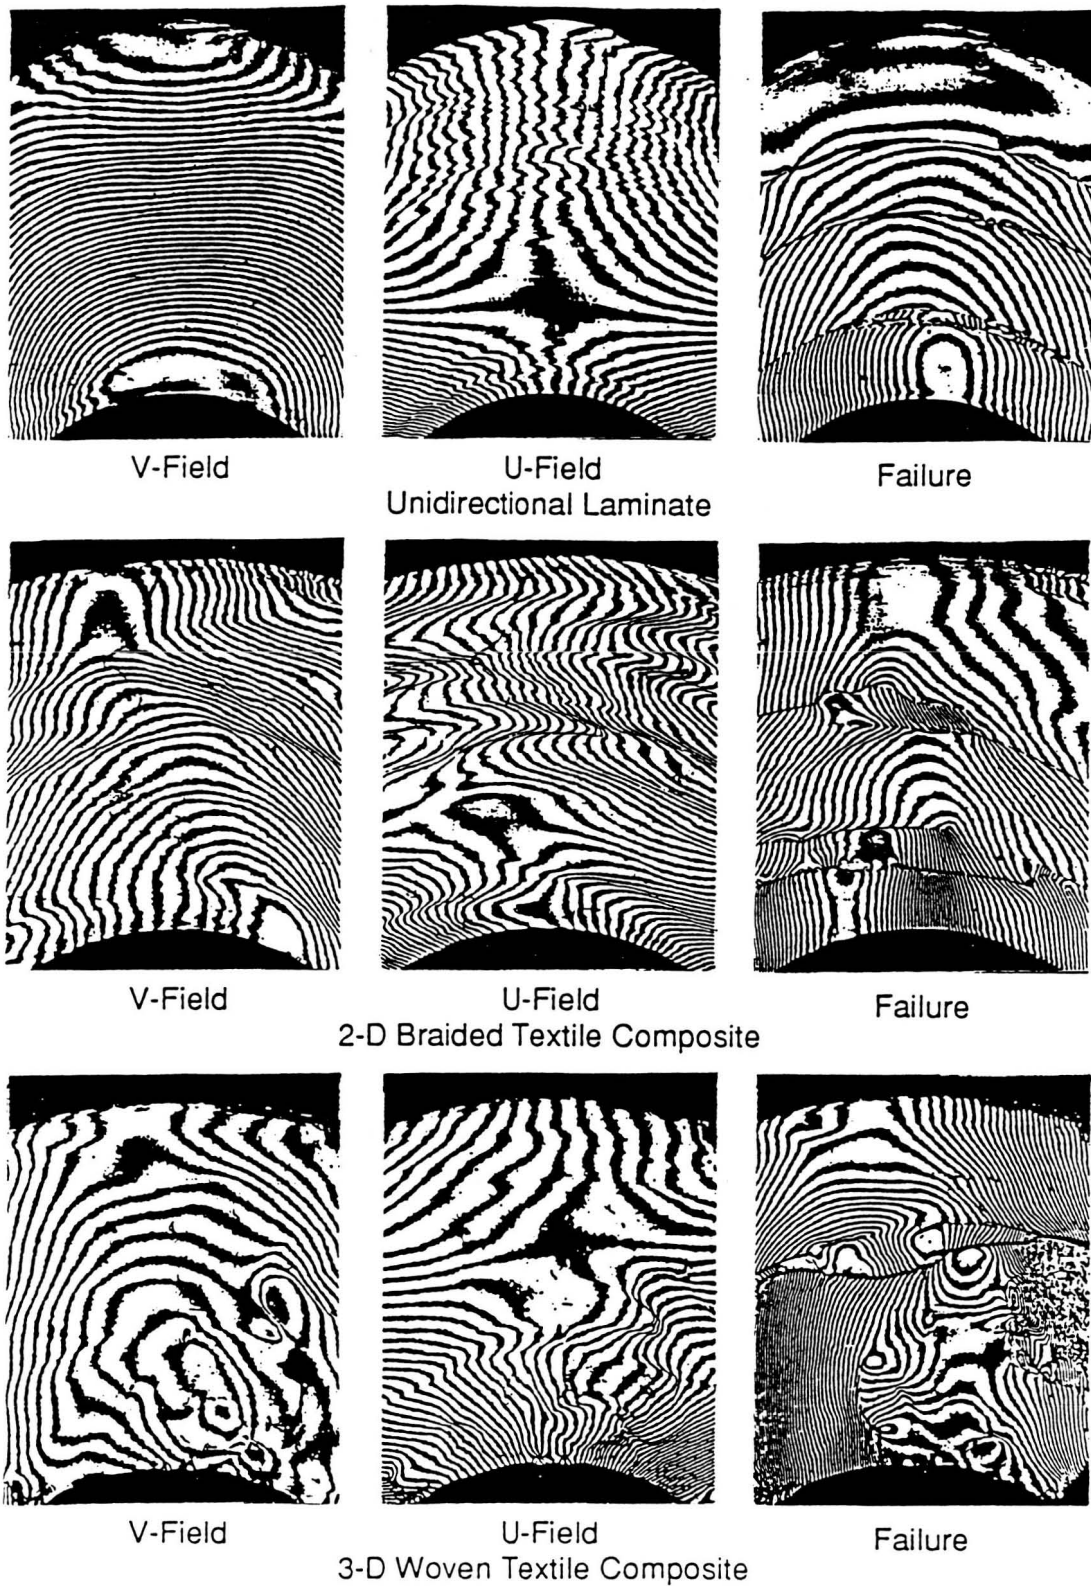 V-Field U-Field Failure
Unidirectional Laminate
V-Field U-Field Failure
2-D Braided Textile Composite
V-Field U-Field Failure
3-D Woven Textile Composite